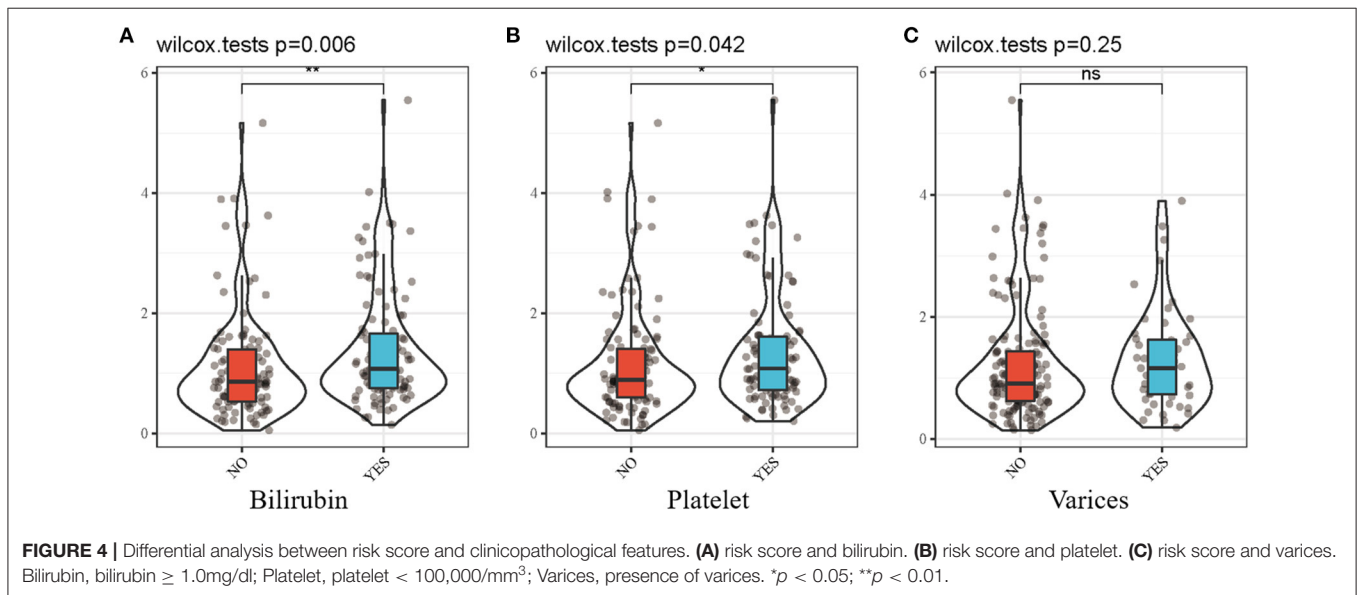 A
wilcox.tests p=0.006
**
6
4
2
0
NO
YES
Bilirubin
B
wilcox.tests p=0.042
*
6
4
2
0
NO
YES
Platelet
C
wilcox.tests p=0.25
ns
6
4
2
0
NO
YES
Varices
FIGURE 4 | Differential analysis between risk score and clinicopathological features. (A) risk score and bilirubin. (B) risk score and platelet. (C) risk score and varices.
Bilirubin, bilirubin ≥ 1.0mg/dl; Platelet, platelet < 100,000/mm³; Varices, presence of varices. *p < 0.05; **p < 0.01.